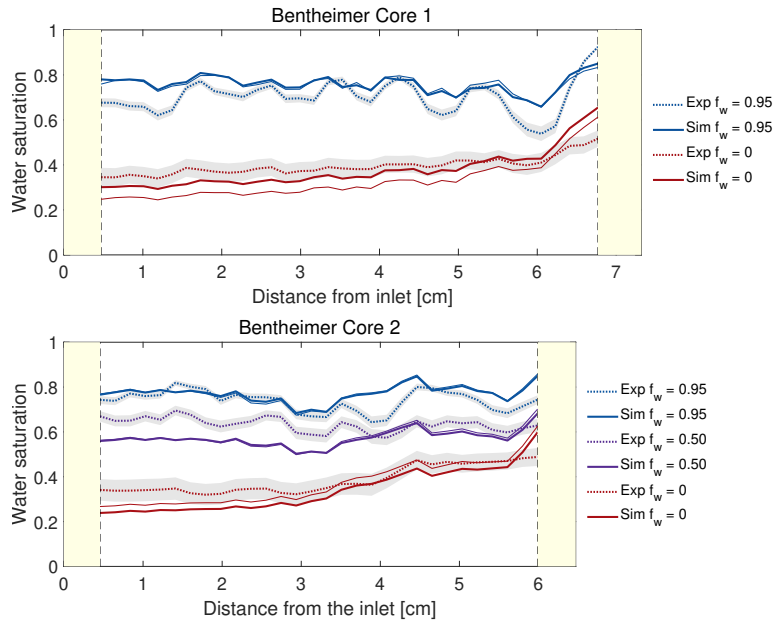 Bentheimer Core 1
Water saturation
1
0.8
0.6
0.4
0.2
0
0 1 2 3 4 5 6 7
Distance from inlet [cm]
Exp f_w = 0.95
Sim f_w = 0.95
Exp f_w = 0
Sim f_w = 0
Bentheimer Core 2
Water saturation
1
0.8
0.6
0.4
0.2
0
0 1 2 3 4 5 6
Distance from the inlet [cm]
Exp f_w = 0.95
Sim f_w = 0.95
Exp f_w = 0.50
Sim f_w = 0.50
Exp f_w = 0
Sim f_w = 0